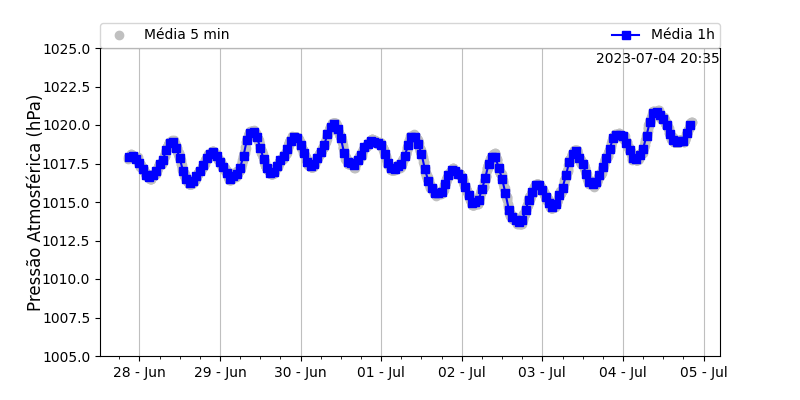 Média 5 min
Média 1h
2023-07-04 20:35
Pressão Atmosférica (hPa)
1025.0
1022.5
1020.0
1017.5
1015.0
1012.5
1010.0
1007.5
1005.0
28 - Jun
29 - Jun
30 - Jun
01 - Jul
02 - Jul
03 - Jul
04 - Jul
05 - Jul